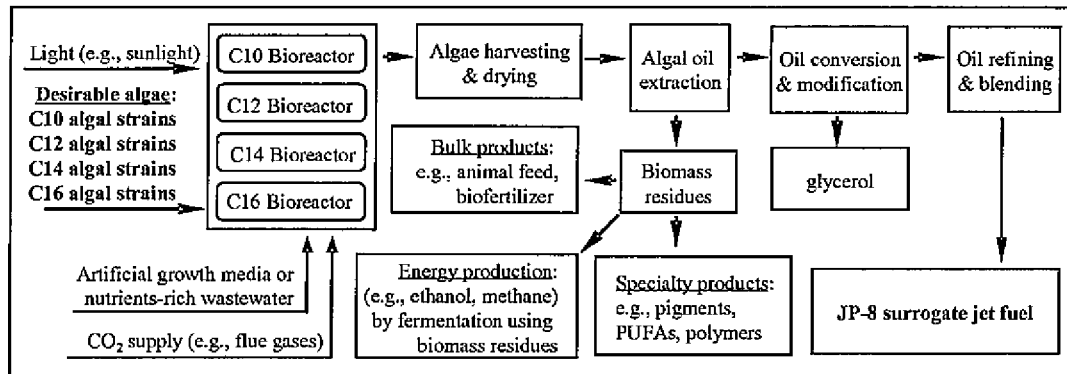 Light (e.g., sunlight)
Desirable algae:
C10 algal strains
C12 algal strains
C14 algal strains
C16 algal strains
C10 Bioreactor
C12 Bioreactor
C14 Bioreactor
C16 Bioreactor
Artificial growth media or
nutrients-rich wastewater
CO₂ supply (e.g., flue gases)
Algae harvesting
& drying
Algal oil
extraction
Oil conversion
& modification
Oil refining
& blending
Bulk products:
e.g., animal feed,
biofertilizer
Biomass
residues
glycerol
Energy production:
(e.g., ethanol, methane)
by fermentation using
biomass residues
Specialty products:
e.g., pigments,
PUFAs, polymers
JP-8 surrogate jet fuel